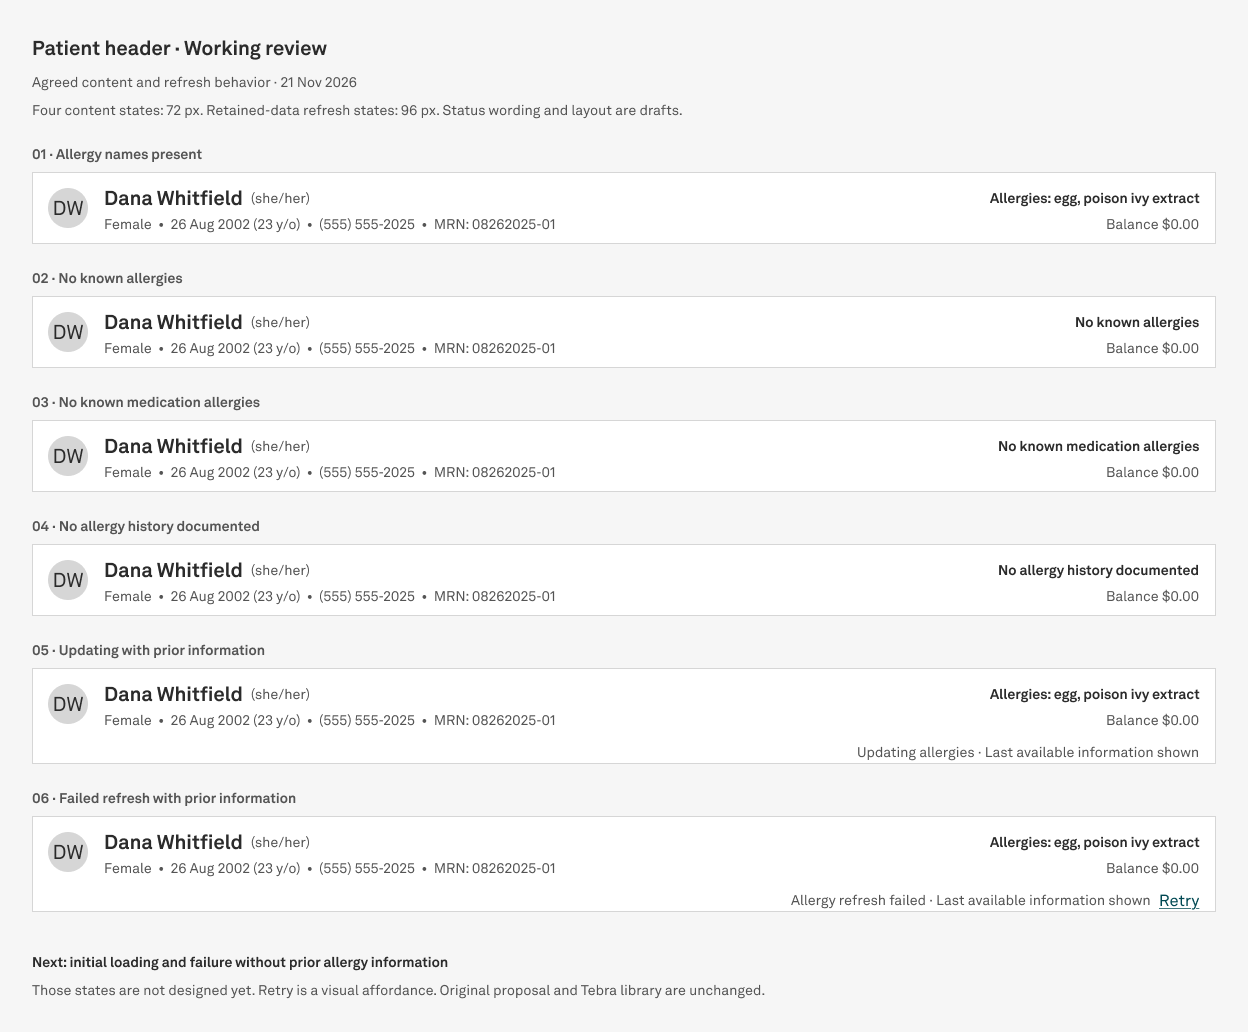 Patient header · Working review
Agreed content and refresh behavior · 21 Nov 2026
Four content states: 72 px. Retained-data refresh states: 96 px. Status wording and layout are drafts.
01 · Allergy names present
DW
Dana Whitfield (she/her)
Allergies: egg, poison ivy extract
Female • 26 Aug 2002 (23 y/o) • (555) 555-2025 • MRN: 08262025-01
Balance $0.00
02 · No known allergies
DW
Dana Whitfield (she/her)
No known allergies
Female • 26 Aug 2002 (23 y/o) • (555) 555-2025 • MRN: 08262025-01
Balance $0.00
03 · No known medication allergies
DW
Dana Whitfield (she/her)
No known medication allergies
Female • 26 Aug 2002 (23 y/o) • (555) 555-2025 • MRN: 08262025-01
Balance $0.00
04 · No allergy history documented
DW
Dana Whitfield (she/her)
No allergy history documented
Female • 26 Aug 2002 (23 y/o) • (555) 555-2025 • MRN: 08262025-01
Balance $0.00
05 · Updating with prior information
DW
Dana Whitfield (she/her)
Allergies: egg, poison ivy extract
Female • 26 Aug 2002 (23 y/o) • (555) 555-2025 • MRN: 08262025-01
Balance $0.00
Updating allergies · Last available information shown
06 · Failed refresh with prior information
DW
Dana Whitfield (she/her)
Allergies: egg, poison ivy extract
Female • 26 Aug 2002 (23 y/o) • (555) 555-2025 • MRN: 08262025-01
Balance $0.00
Allergy refresh failed · Last available information shown Retry
Next: initial loading and failure without prior allergy information
Those states are not designed yet. Retry is a visual affordance. Original proposal and Tebra library are unchanged.